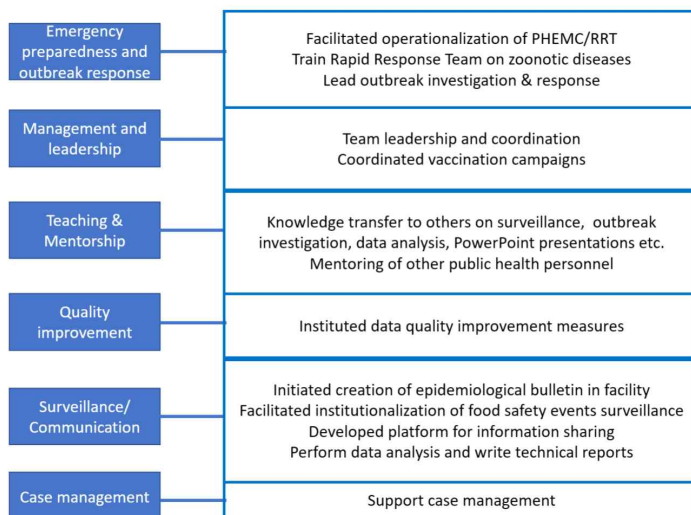 Emergency
preparedness and
outbreak response
Facilitated operationalization of PHEMC/RRT
Train Rapid Response Team on zoonotic diseases
Lead outbreak investigation & response
Management and
leadership
Team leadership and coordination
Coordinated vaccination campaigns
Teaching &
Mentorship
Knowledge transfer to others on surveillance, outbreak
investigation, data analysis, PowerPoint presentations etc.
Mentoring of other public health personnel
Quality
improvement
Instituted data quality improvement measures
Surveillance/
Communication
Initiated creation of epidemiological bulletin in facility
Facilitated institutionalization of food safety events surveillance
Developed platform for information sharing
Perform data analysis and write technical reports
Case management
Support case management